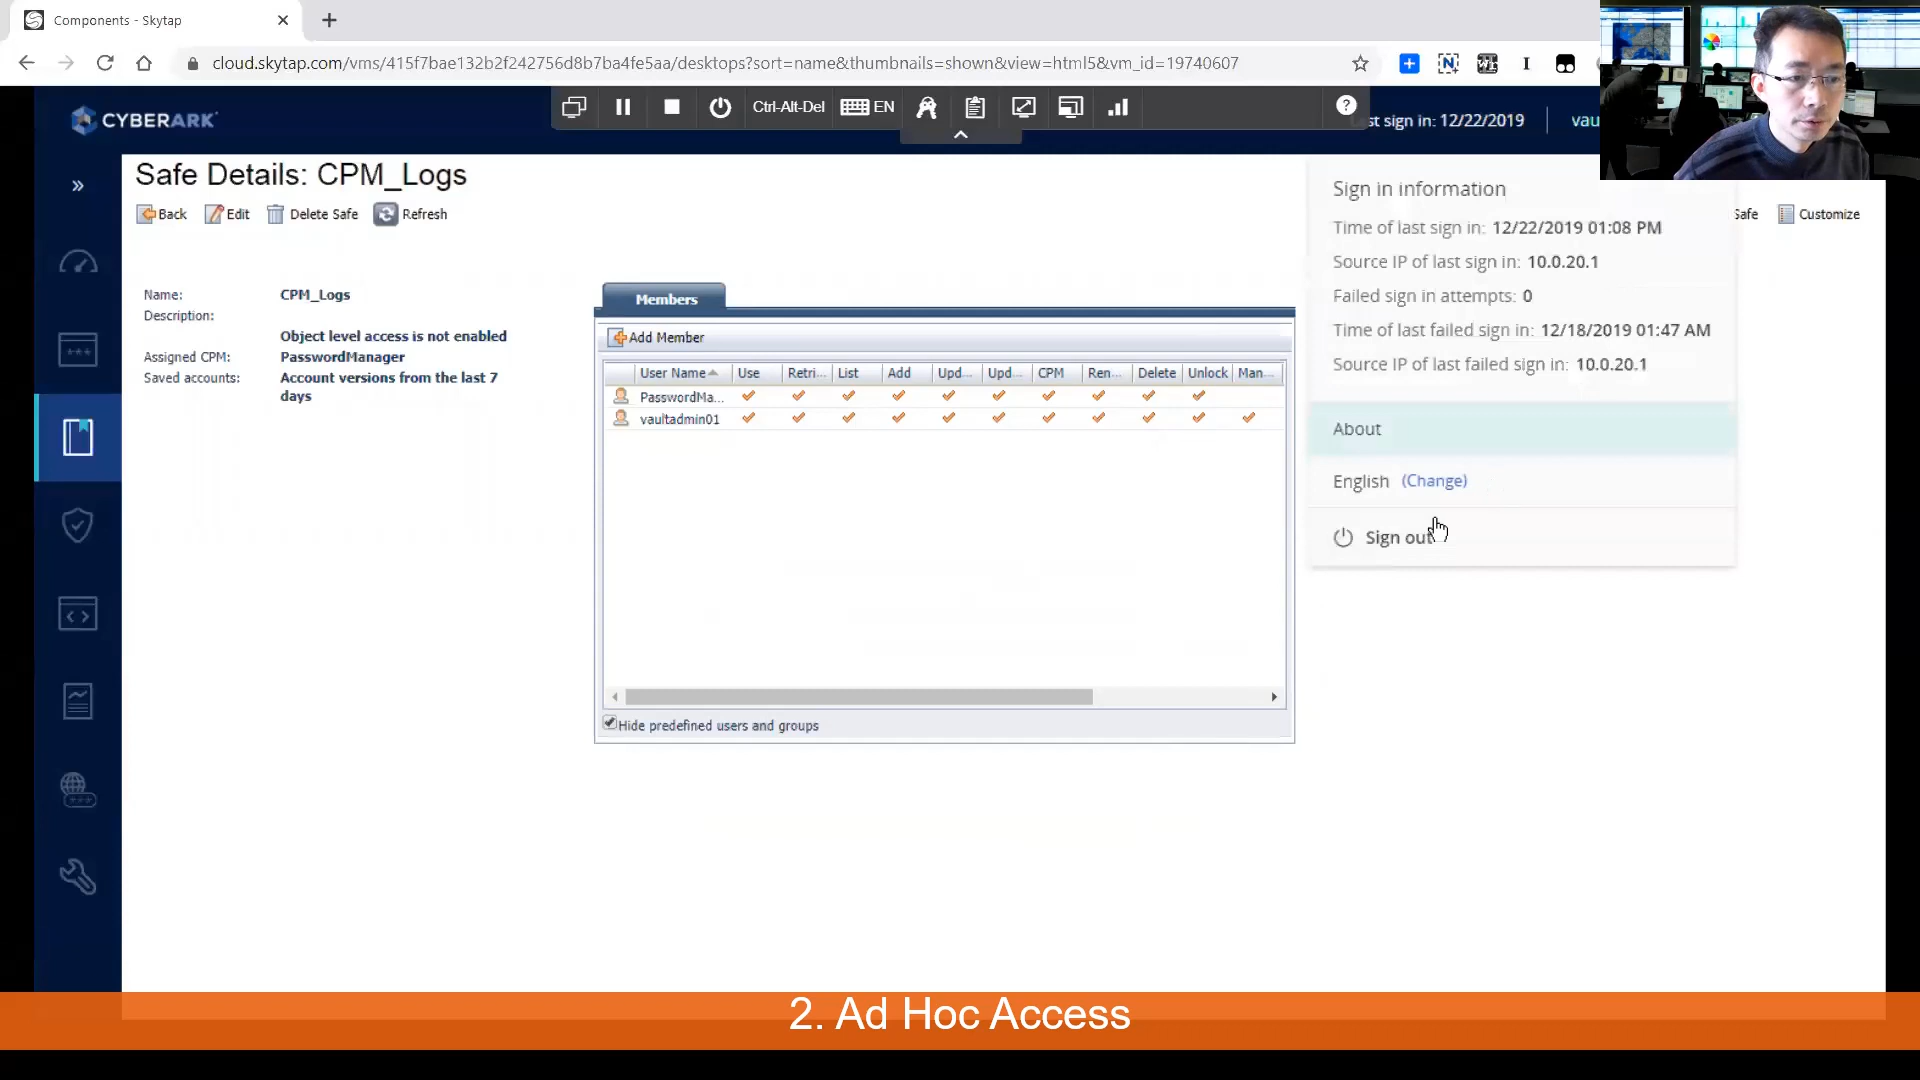 Components - Skytap
cloud.skytap.com/vms/415f7bae132b2f242756d8b7ba4fe5aa/desktops?sort=name&thumbnails=shown&view=html5&vm_id=19740607
CYBERARK
Ctrl-Alt-Del
EN
st sign in: 12/22/2019
vau
Safe Details: CPM_Logs
Back
Edit
Delete Safe
Refresh
Safe
Customize
Name: CPM_Logs
Description:
Object level access is not enabled
Assigned CPM: PasswordManager
Saved accounts: Account versions from the last 7
days
Members
Add Member
User Name Use Retri... List Add Upd... Upd... CPM Ren... Delete Unlock Man...
PasswordMa...
vaultadmin01
Hide predefined users and groups
Sign in information
Time of last sign in: 12/22/2019 01:08 PM
Source IP of last sign in: 10.0.20.1
Failed sign in attempts: 0
Time of last failed sign in: 12/18/2019 01:47 AM
Source IP of last failed sign in: 10.0.20.1
About
English (Change)
Sign out
2. Ad Hoc Access